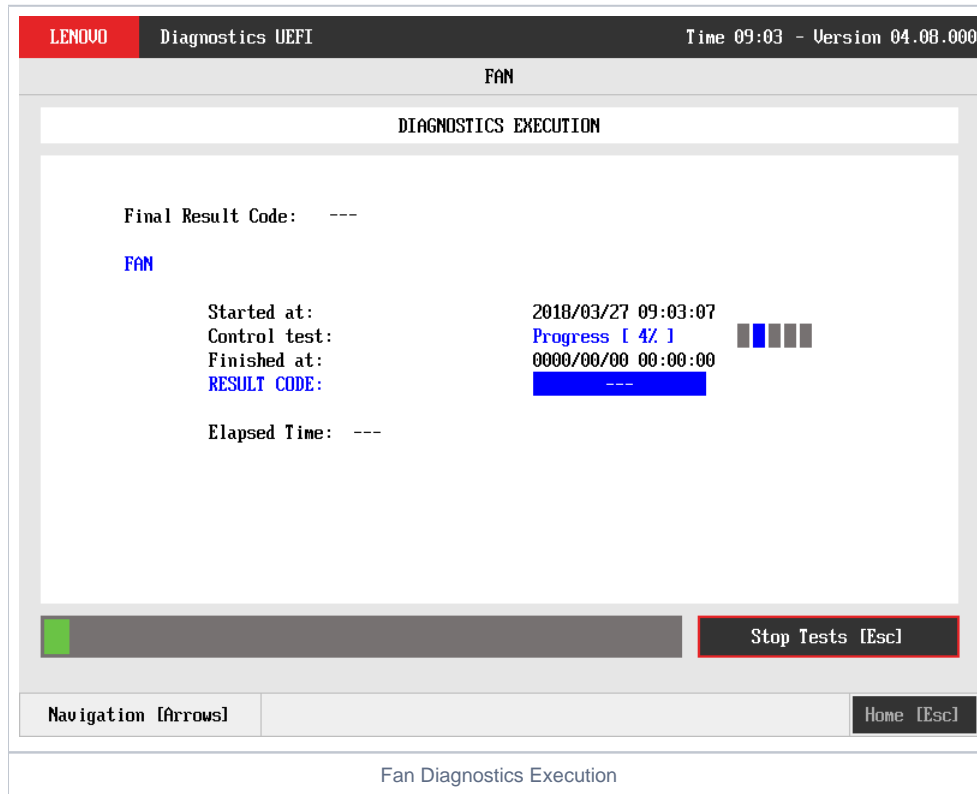 LENOVO Diagnostics UEFI Time 09:03 - Version 04.08.000
FAN
DIAGNOSTICS EXECUTION
Final Result Code: ---
FAN
Started at: 2018/03/27 09:03:07
Control test: Progress [ 4% ]
Finished at: 0000/00/00 00:00:00
RESULT CODE: ---
Elapsed Time: ---
Stop Tests [Esc]
Navigation [Arrows] Home [Esc]
Fan Diagnostics Execution